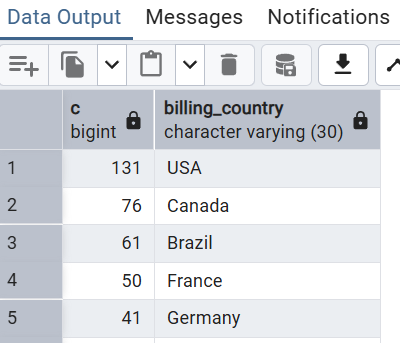 Data Output Messages Notifications
c billing_country
bigint character varying (30)
1 131 USA
2 76 Canada
3 61 Brazil
4 50 France
5 41 Germany